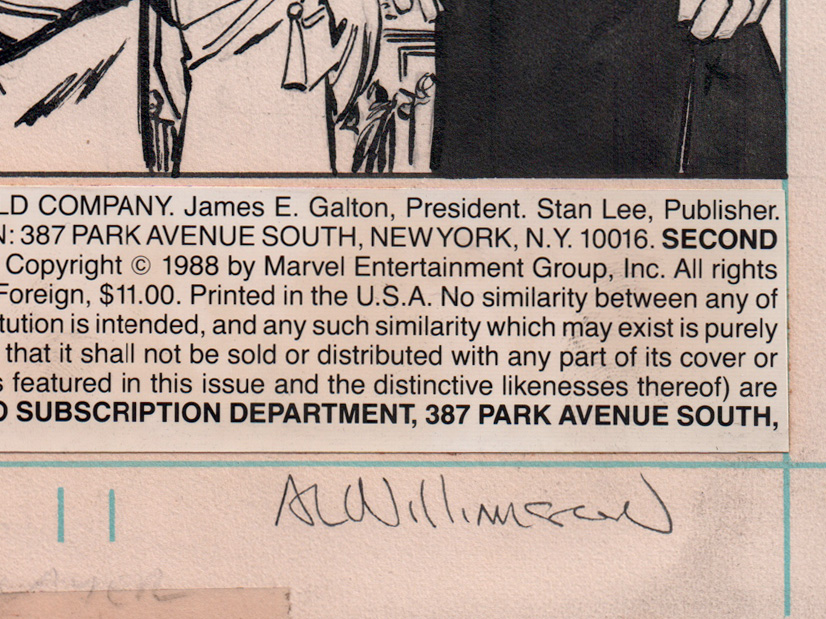 LD COMPANY. James E. Galton, President. Stan Lee, Publisher.
N: 387 PARK AVENUE SOUTH, NEW YORK, N.Y. 10016. SECOND
Copyright © 1988 by Marvel Entertainment Group, Inc. All rights
Foreign, $11.00. Printed in the U.S.A. No similarity between any of
tution is intended, and any such similarity which may exist is purely
that it shall not be sold or distributed with any part of its cover or
s featured in this issue and the distinctive likenesses thereof) are
D SUBSCRIPTION DEPARTMENT, 387 PARK AVENUE SOUTH,
Al Williamson